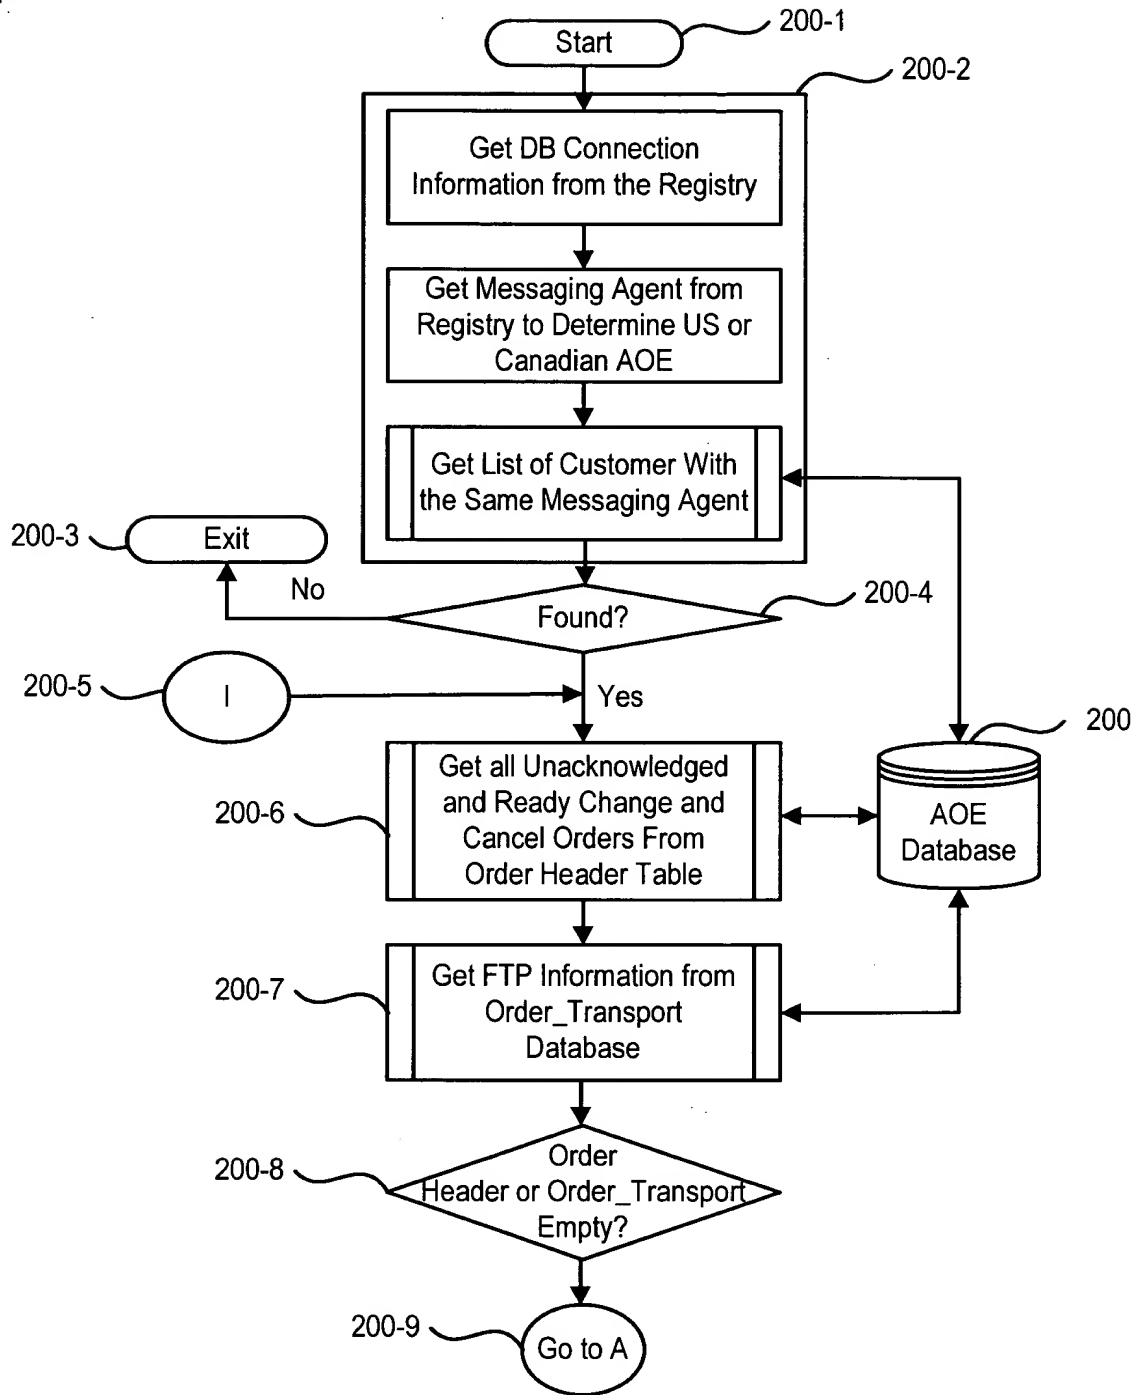 Start
200-1
200-2
Get DB Connection
Information from the Registry
Get Messaging Agent from
Registry to Determine US or
Canadian AOE
Get List of Customer With
the Same Messaging Agent
200-3
Exit
No
Found?
200-4
200-5
I
Yes
200
Get all Unacknowledged
and Ready Change and
Cancel Orders From
Order Header Table
200-6
AOE
Database
Get FTP Information from
Order_Transport
Database
200-7
200-8
Order
Header or Order_Transport
Empty?
200-9
Go to A